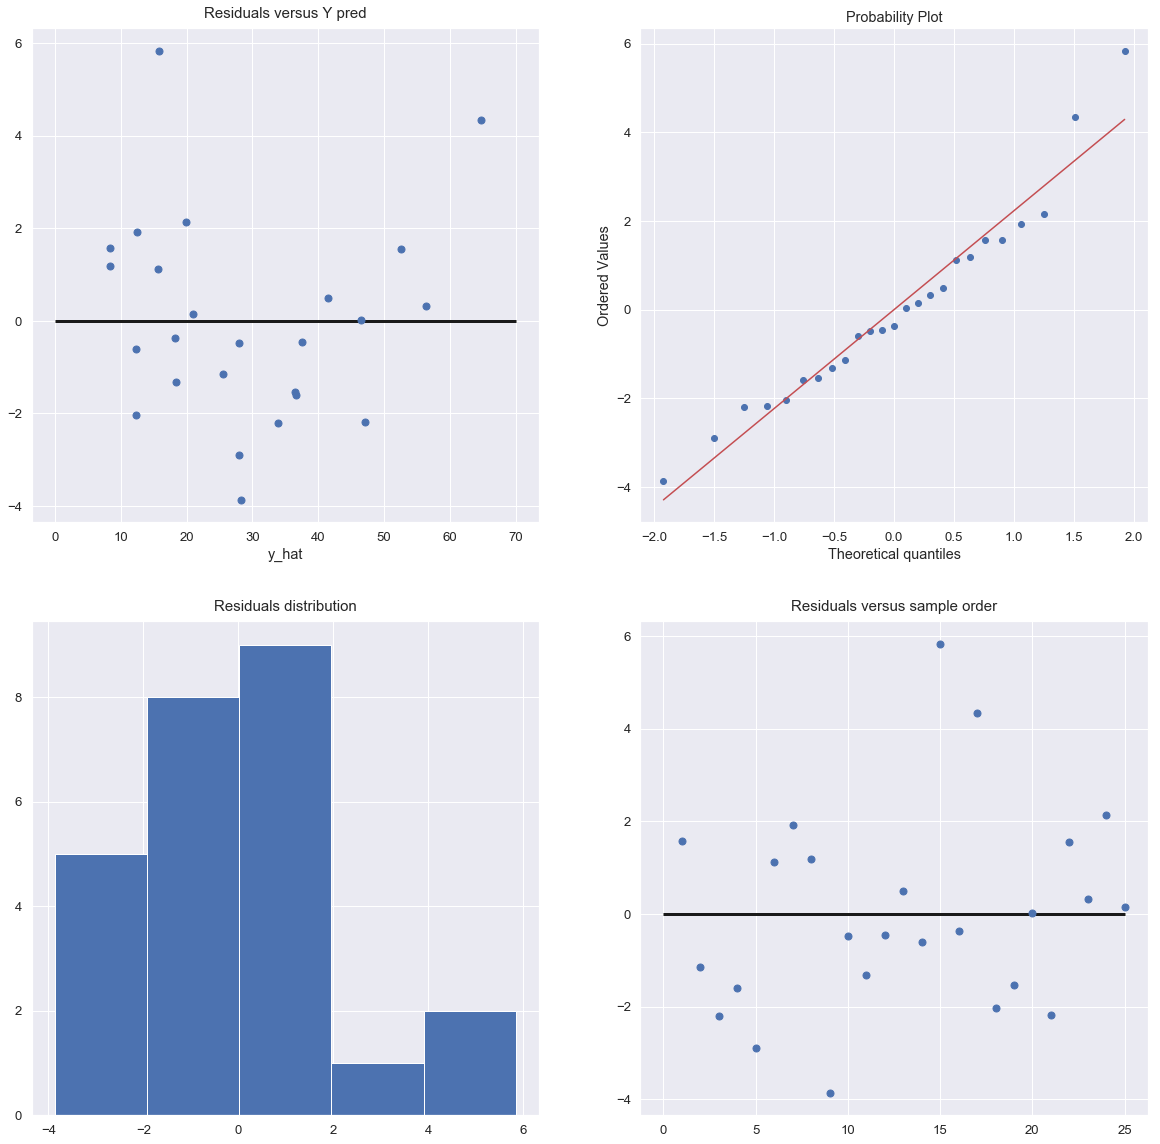 Residuals versus Y pred
6
4
2
0
−2
−4
0 10 20 30 40 50 60 70
y_hat
Probability Plot
Ordered Values
6
4
2
0
−2
−4
−2.0 −1.5 −1.0 −0.5 0.0 0.5 1.0 1.5 2.0
Theoretical quantiles
Residuals distribution
8
6
4
2
0
−4 −2 0 2 4 6
Residuals versus sample order
6
4
2
0
−2
−4
0 5 10 15 20 25